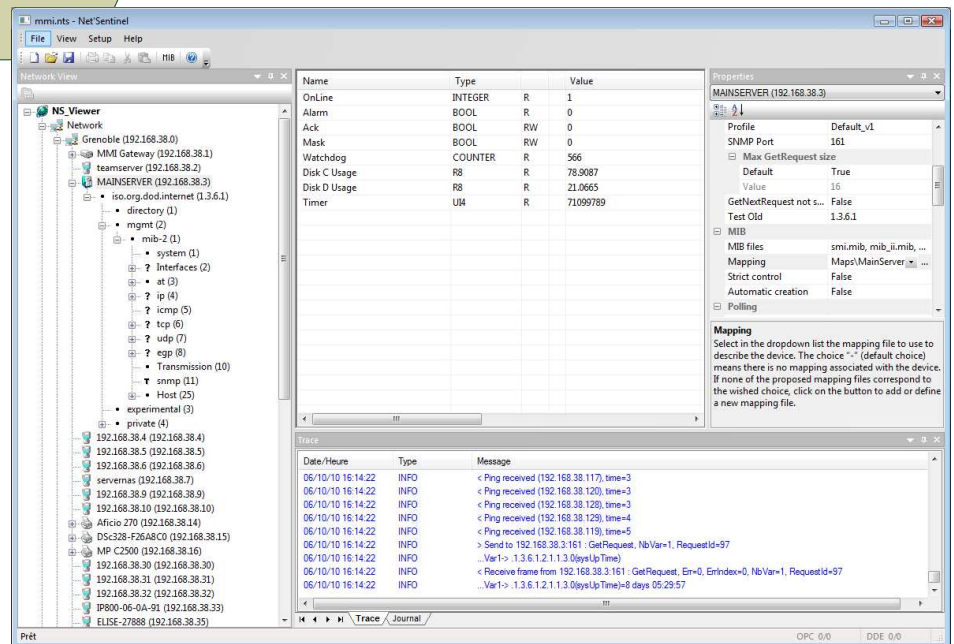 mmi.nts - Net'Sentinel
File View Setup Help
MIB
Network View
NS_Viewer
Network
Grenoble (192.168.38.0)
MMI Gateway (192.168.38.1)
teamserver (192.168.38.2)
MAINSERVER (192.168.38.3)
iso.org.dod.internet (1.3.6.1)
directory (1)
mgmt (2)
mib-2 (1)
system (1)
? Interfaces (2)
at (3)
? ip (4)
? icmp (5)
? tcp (6)
? udp (7)
? egp (8)
Transmission (10)
T snmp (11)
Host (25)
experimental (3)
private (4)
192.168.38.4 (192.168.38.4)
192.168.38.5 (192.168.38.5)
192.168.38.6 (192.168.38.6)
servernas (192.168.38.7)
192.168.38.9 (192.168.38.9)
192.168.38.10 (192.168.38.10)
Aficio 270 (192.168.38.14)
DSc328-F26A8C0 (192.168.38.15)
MP C2500 (192.168.38.16)
192.168.38.30 (192.168.38.30)
192.168.38.31 (192.168.38.31)
192.168.38.32 (192.168.38.32)
IP800-06-0A-91 (192.168.38.33)
ELISE-27888 (192.168.38.35)
Name Type Value
OnLine INTEGER R 1
Alarm BOOL R 0
Ack BOOL RW 0
Mask BOOL RW 0
Watchdog COUNTER R 566
Disk C Usage R8 R 78.9087
Disk D Usage R8 R 21.0665
Timer UI4 R 71099789
Properties
MAINSERVER (192.168.38.3)
Profile Default_v1
SNMP Port 161
Max GetRequest size
Default True
Value 16
GetNextRequest not s... False
Test OId 1.3.6.1
MIB
MIB files smi.mib, mib_ii.mib, ...
Mapping Maps\MainServer ...
Strict control False
Automatic creation False
Polling
Mapping
Select in the dropdown list the mapping file to use to
describe the device. The choice "-" (default choice)
means there is no mapping associated with the device.
If none of the proposed mapping files correspond to
the wished choice, click on the button to add or define
a new mapping file.
Trace
Date/Heure Type Message
06/10/10 16:14:22 INFO < Ping received (192.168.38.117), time=3
06/10/10 16:14:22 INFO < Ping received (192.168.38.120), time=3
06/10/10 16:14:22 INFO < Ping received (192.168.38.128), time=3
06/10/10 16:14:22 INFO < Ping received (192.168.38.129), time=4
06/10/10 16:14:22 INFO < Ping received (192.168.38.119), time=5
06/10/10 16:14:22 INFO > Send to 192.168.38.3:161 : GetRequest, NbVar=1, RequestId=97
06/10/10 16:14:22 INFO ...Var1-> .1.3.6.1.2.1.1.3.0(sysUpTime)
06/10/10 16:14:22 INFO < Receive frame from 192.168.38.3:161 : GetRequest, Err=0, ErrIndex=0, NbVar=1, RequestId=97
06/10/10 16:14:22 INFO ...Var1-> .1.3.6.1.2.1.1.3.0(sysUpTime)=8 days 05:29:57
Trace Journal
Prêt OPC 0/0 DDE 0/0